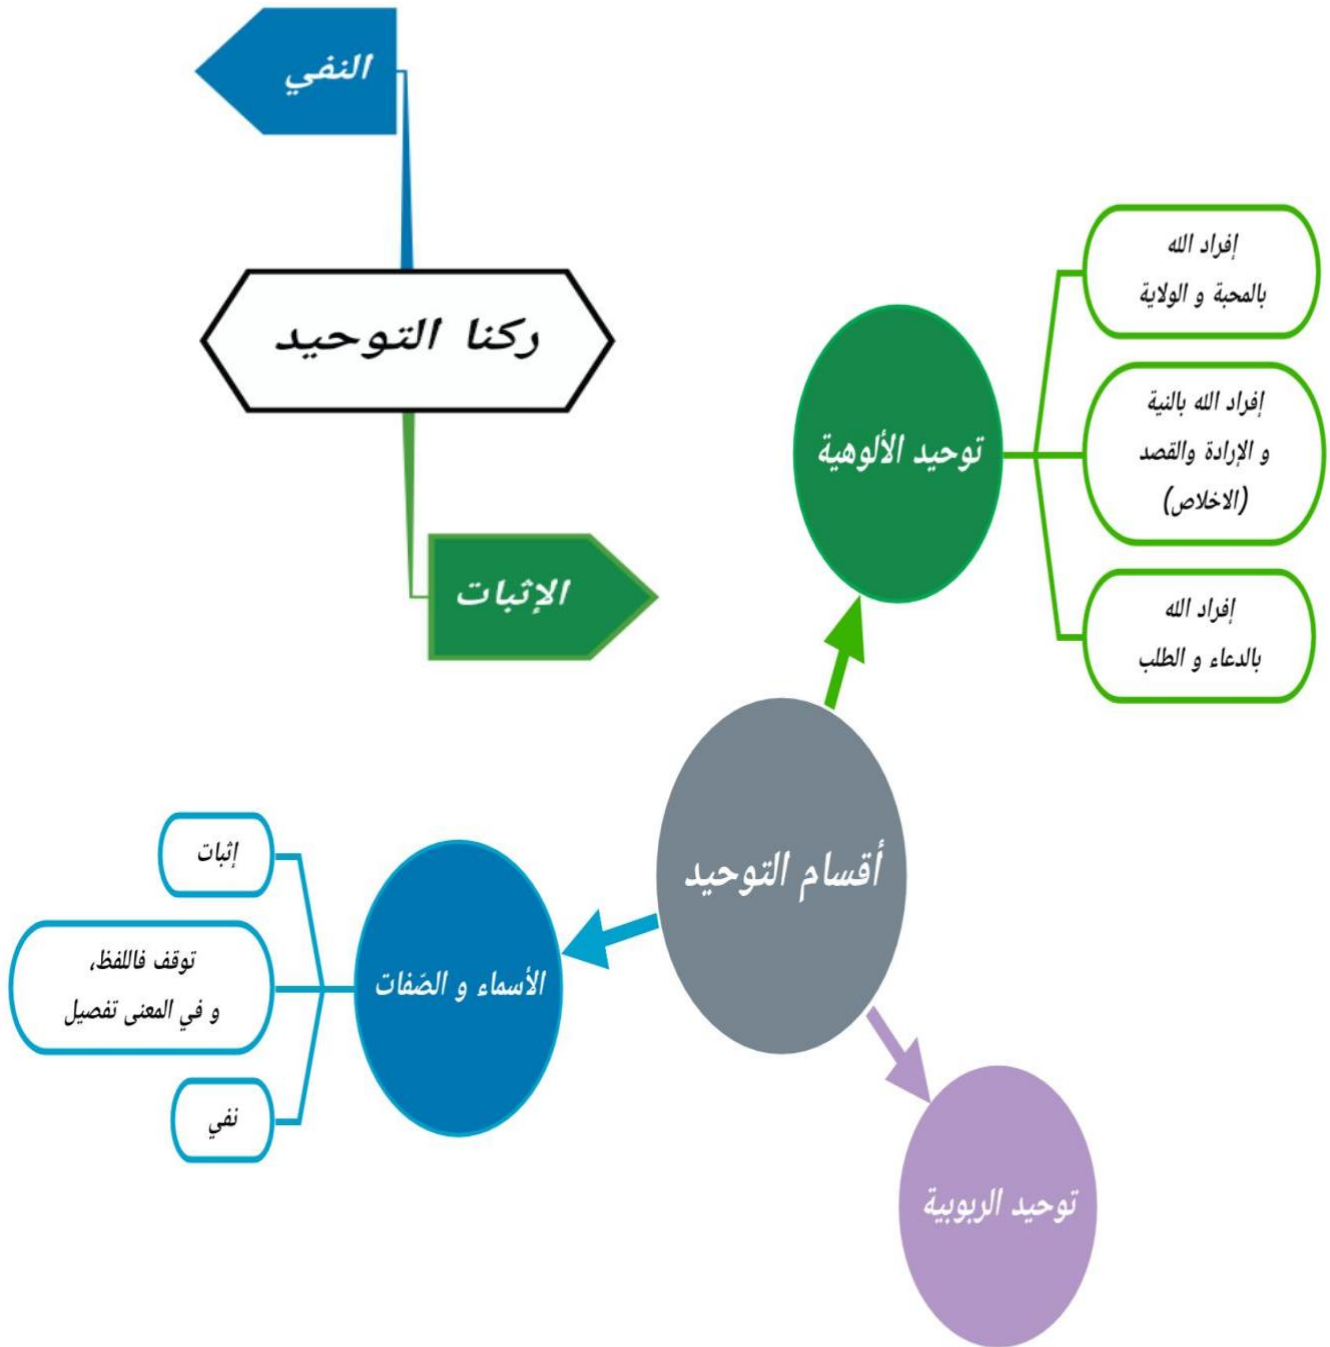 النفي
ركنا التوحيد
الإثبات
إفراد الله
بالمحبة و الولاية
إفراد الله بالنية
و الإرادة والقصد
(الاخلاص)
إفراد الله
بالدعاء و الطلب
توحيد الألوهية
أقسام التوحيد
الأسماء و الصَفات
إثبات
توقف فاللفظ،
و في المعنى تفصيل
نفي
توحيد الربوبية